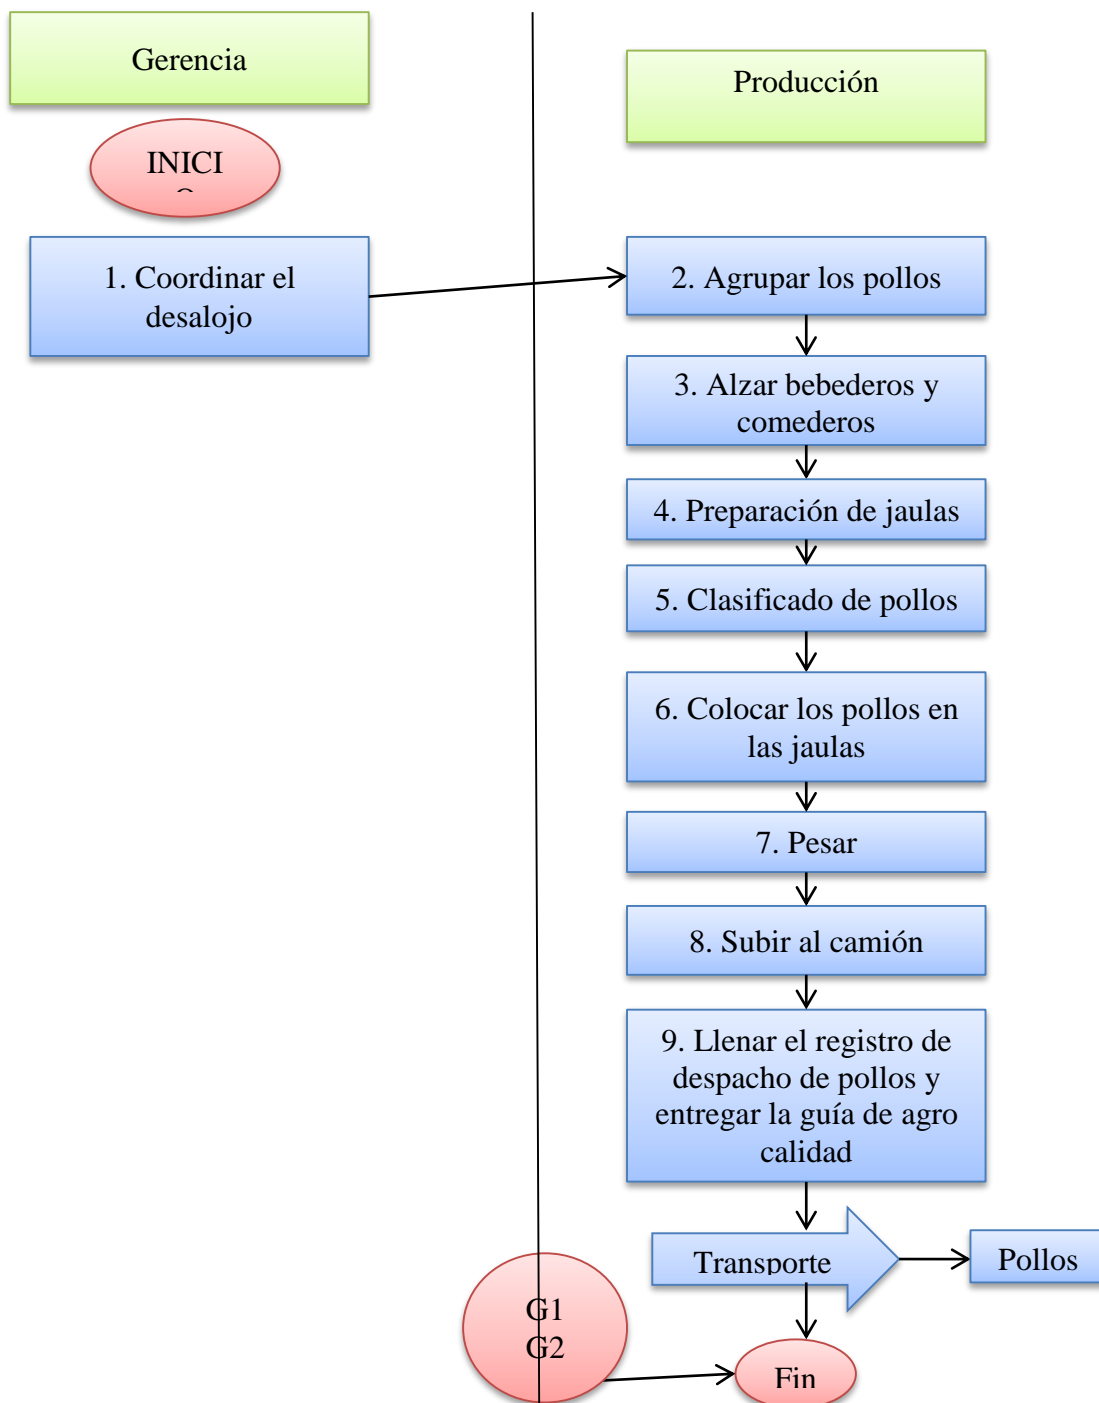 Gerencia
Producción
INICI
O
1. Coordinar el
desalojo
2. Agrupar los pollos
3. Alzar bebederos y
comederos
4. Preparación de jaulas
5. Clasificado de pollos
6. Colocar los pollos en
las jaulas
7. Pesar
8. Subir al camión
9. Llenar el registro de
despacho de pollos y
entregar la guía de agro
calidad
Transporte
Pollos
G1
G2
Fin